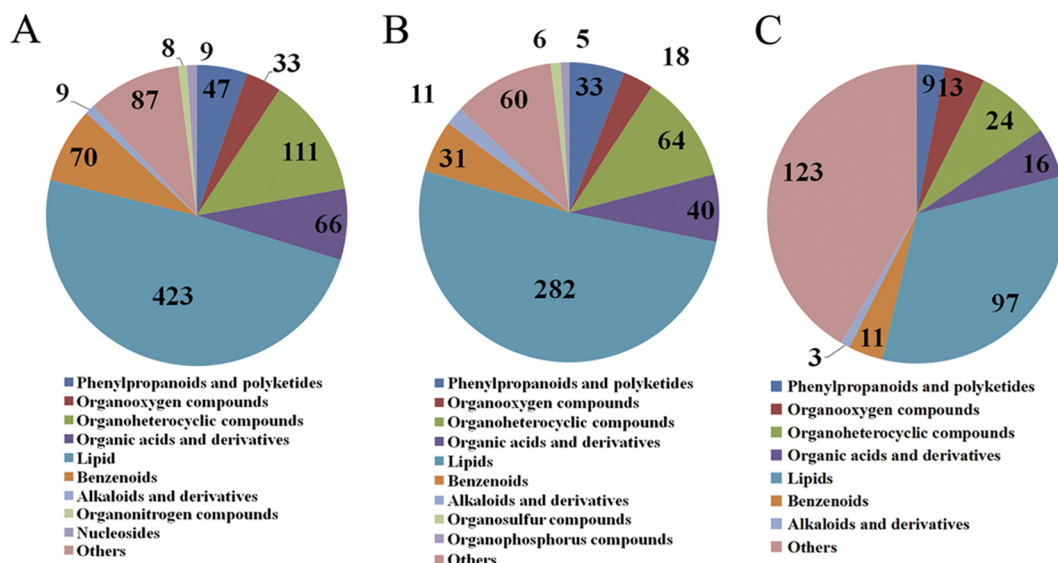 A
8
9
33
9
87
47
70
111
66
423
Phenylpropanoids and polyketides
Organooxygen compounds
Organoheterocyclic compounds
Organic acids and derivatives
Lipid
Benzenoids
Alkaloids and derivatives
Organonitrogen compounds
Nucleosides
Others
B
6
5
18
11
60
33
31
64
40
282
Phenylpropanoids and polyketides
Organooxygen compounds
Organoheterocyclic compounds
Organic acids and derivatives
Lipids
Benzenoids
Alkaloids and derivatives
Organosulfur compounds
Organophosphorus compounds
Others
C
9
13
24
16
123
97
11
3
Phenylpropanoids and polyketides
Organooxygen compounds
Organoheterocyclic compounds
Organic acids and derivatives
Lipids
Benzenoids
Alkaloids and derivatives
Others